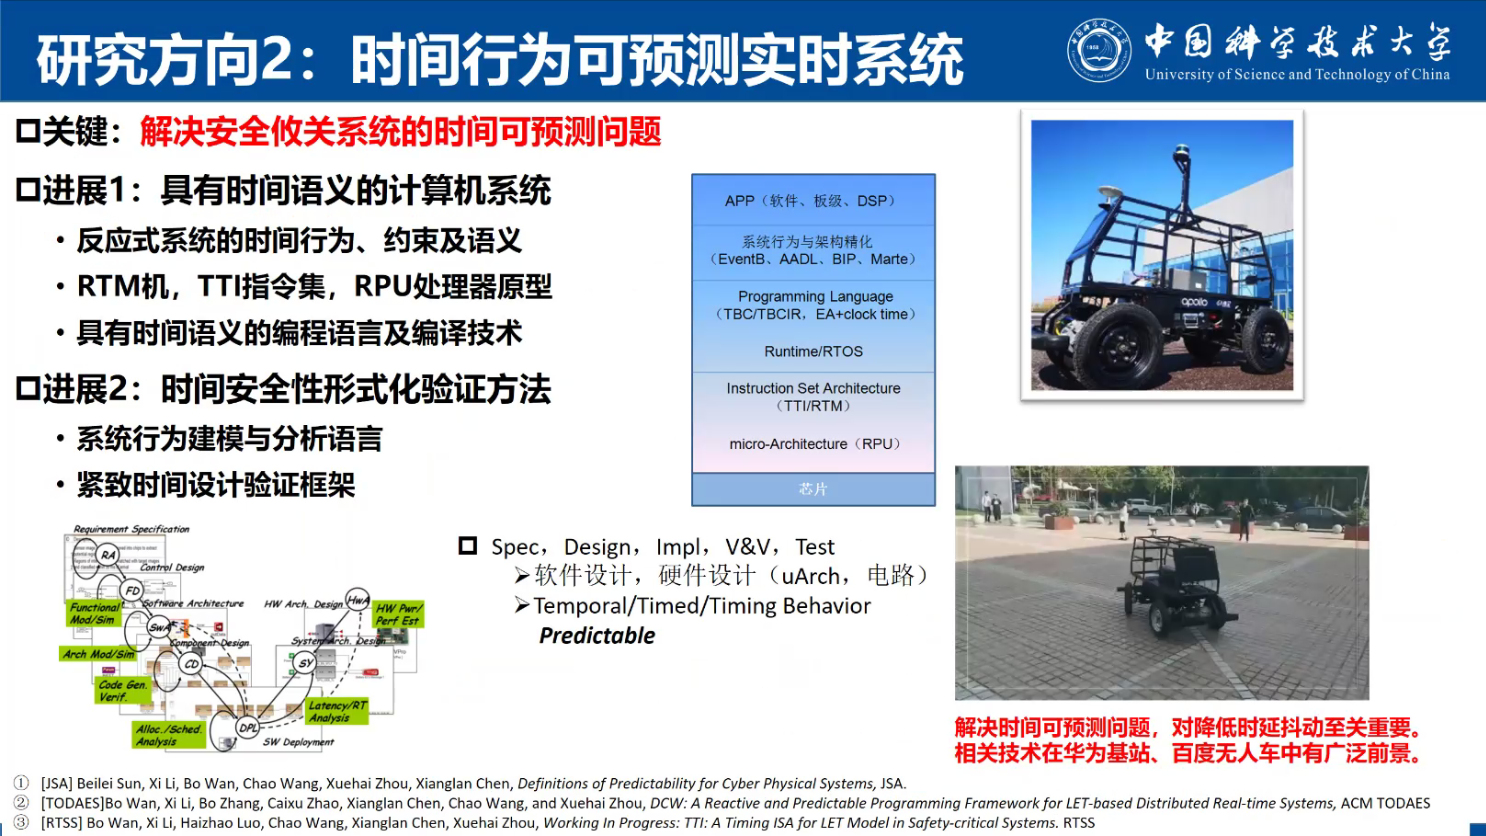 研究方向2：时间行为可预测实时系统
中国科学技术大学
University of Science and Technology of China
关键：解决安全攸关系统的时间可预测问题
进展1：具有时间语义的计算机系统
• 反应式系统的时间行为、约束及语义
• RTM机，TTI指令集，RPU处理器原型
• 具有时间语义的编程语言及编译技术
进展2：时间安全性形式化验证方法
• 系统行为建模与分析语言
• 紧致时间设计验证框架
APP（软件、板级、DSP）
系统行为与架构精化
（EventB、AADL、BIP、Marte）
Programming Language
（TBC/TBCIR，EA+clock time）
Runtime/RTOS
Instruction Set Architecture
（TTI/RTM）
micro-Architecture（RPU）
芯片
apollo
Requirement Specification
RA
Control Design
FD
Functional
Mod/Sim
Software Architecture
SwA
HW Arch. Design
HwA
HW Pwr/
Perf Est
Arch Mod/Sim
Component Design
System Arch. Design
CD
SY
Code Gen.
Verif.
Latency/RT
Analysis
Alloc./Sched.
Analysis
DPL
SW Deployment
Spec，Design，Impl，V&V，Test
➢软件设计，硬件设计（uArch，电路）
➢Temporal/Timed/Timing Behavior
Predictable
解决时间可预测问题，对降低时延抖动至关重要。
相关技术在华为基站、百度无人车中有广泛前景。
① [JSA] Beilei Sun, Xi Li, Bo Wan, Chao Wang, Xuehai Zhou, Xianglan Chen, Definitions of Predictability for Cyber Physical Systems, JSA.
② [TODAES]Bo Wan, Xi Li, Bo Zhang, Caixu Zhao, Xianglan Chen, Chao Wang, and Xuehai Zhou, DCW: A Reactive and Predictable Programming Framework for LET-based Distributed Real-time Systems, ACM TODAES
③ [RTSS] Bo Wan, Xi Li, Haizhao Luo, Chao Wang, Xianglan Chen, Xuehai Zhou, Working In Progress: TTI: A Timing ISA for LET Model in Safety-critical Systems. RTSS